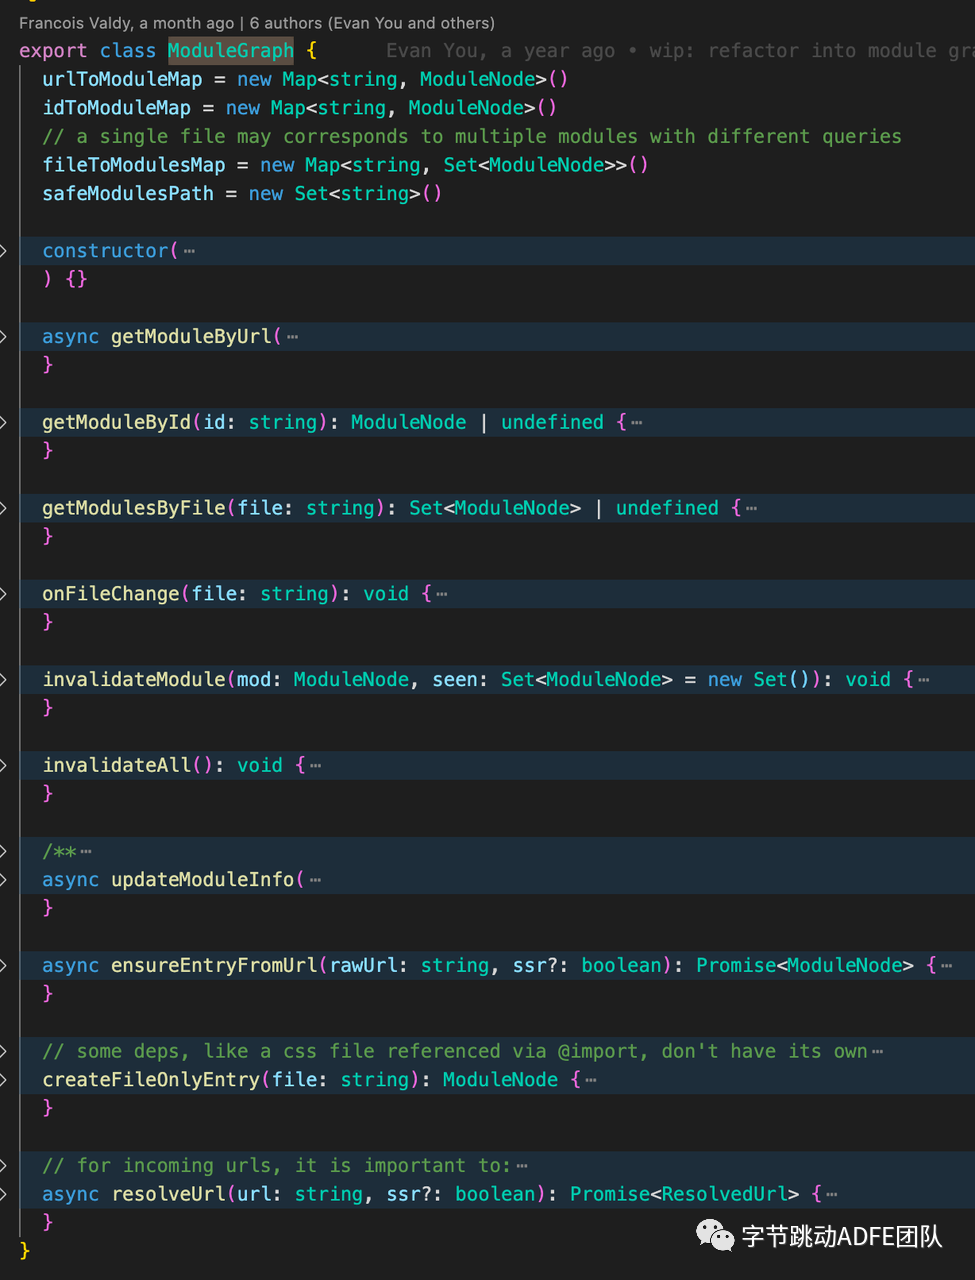 Francois Valdy, a month ago | 6 authors (Evan You and others)
export class ModuleGraph { Evan You, a year ago • wip: refactor into module gra
urlToModuleMap = new Map<string, ModuleNode>()
idToModuleMap = new Map<string, ModuleNode>()
// a single file may corresponds to multiple modules with different queries
fileToModulesMap = new Map<string, Set<ModuleNode>>()
safeModulesPath = new Set<string>()
constructor(…
) {}
async getModuleByUrl(…
}
getModuleById(id: string): ModuleNode | undefined {…
}
getModulesByFile(file: string): Set<ModuleNode> | undefined {…
}
onFileChange(file: string): void {…
}
invalidateModule(mod: ModuleNode, seen: Set<ModuleNode> = new Set()): void {…
}
invalidateAll(): void {…
}
/**…
async updateModuleInfo(…
}
async ensureEntryFromUrl(rawUrl: string, ssr?: boolean): Promise<ModuleNode> {…
}
// some deps, like a css file referenced via @import, don't have its own…
createFileOnlyEntry(file: string): ModuleNode {…
}
// for incoming urls, it is important to:…
async resolveUrl(url: string, ssr?: boolean): Promise<ResolvedUrl> {…
}
}
字节跳动ADFE团队